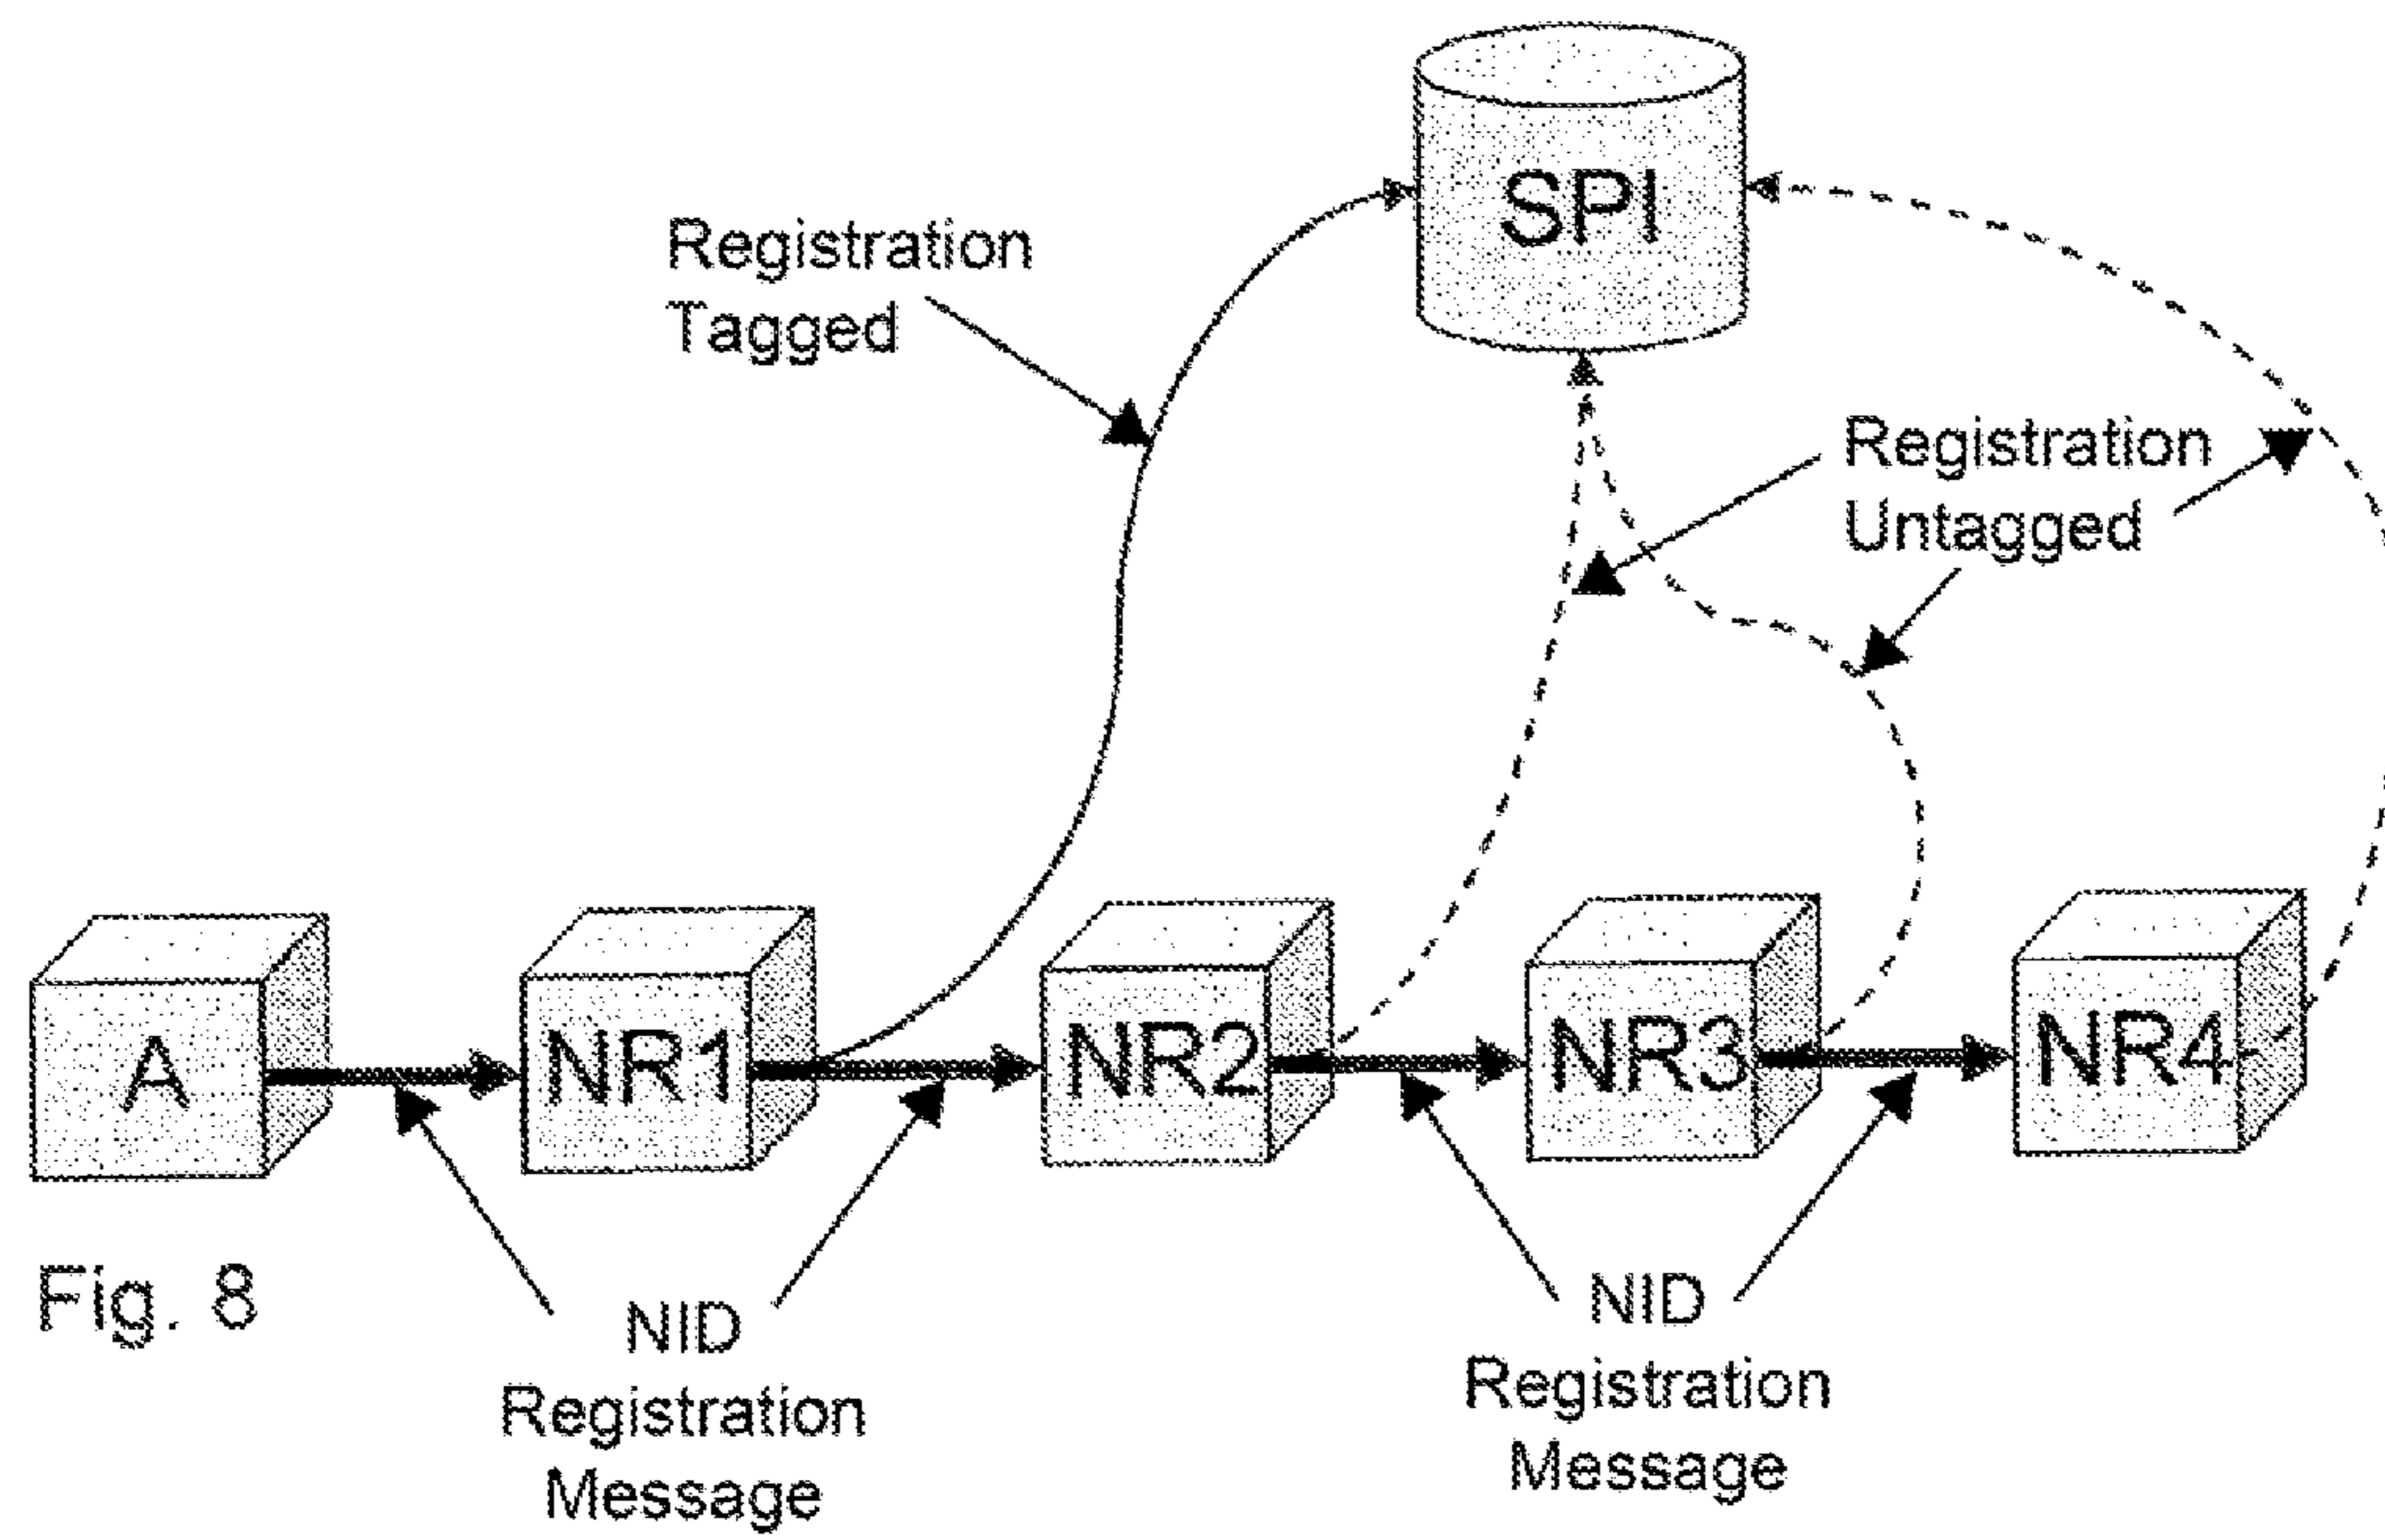 SPI
Registration
Tagged
Registration
Untagged
A
NR1
NR2
NR3
NR4
Fig. 8
NID
Registration
Message
NID
Registration
Message